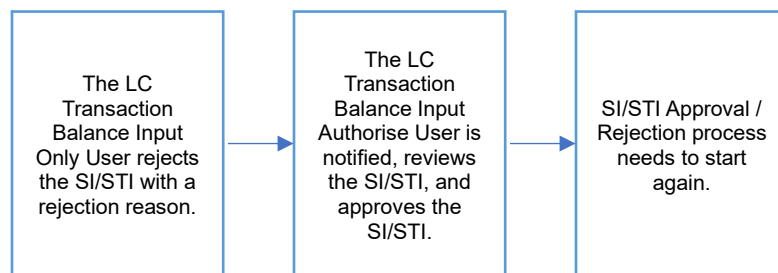 The LC
Transaction
Balance Input
Only User rejects
the SI/STI with a
rejection reason.
The LC
Transaction
Balance Input
Authorise User is
notified, reviews
the SI/STI, and
approves the
SI/STI.
SI/STI Approval /
Rejection process
needs to start
again.